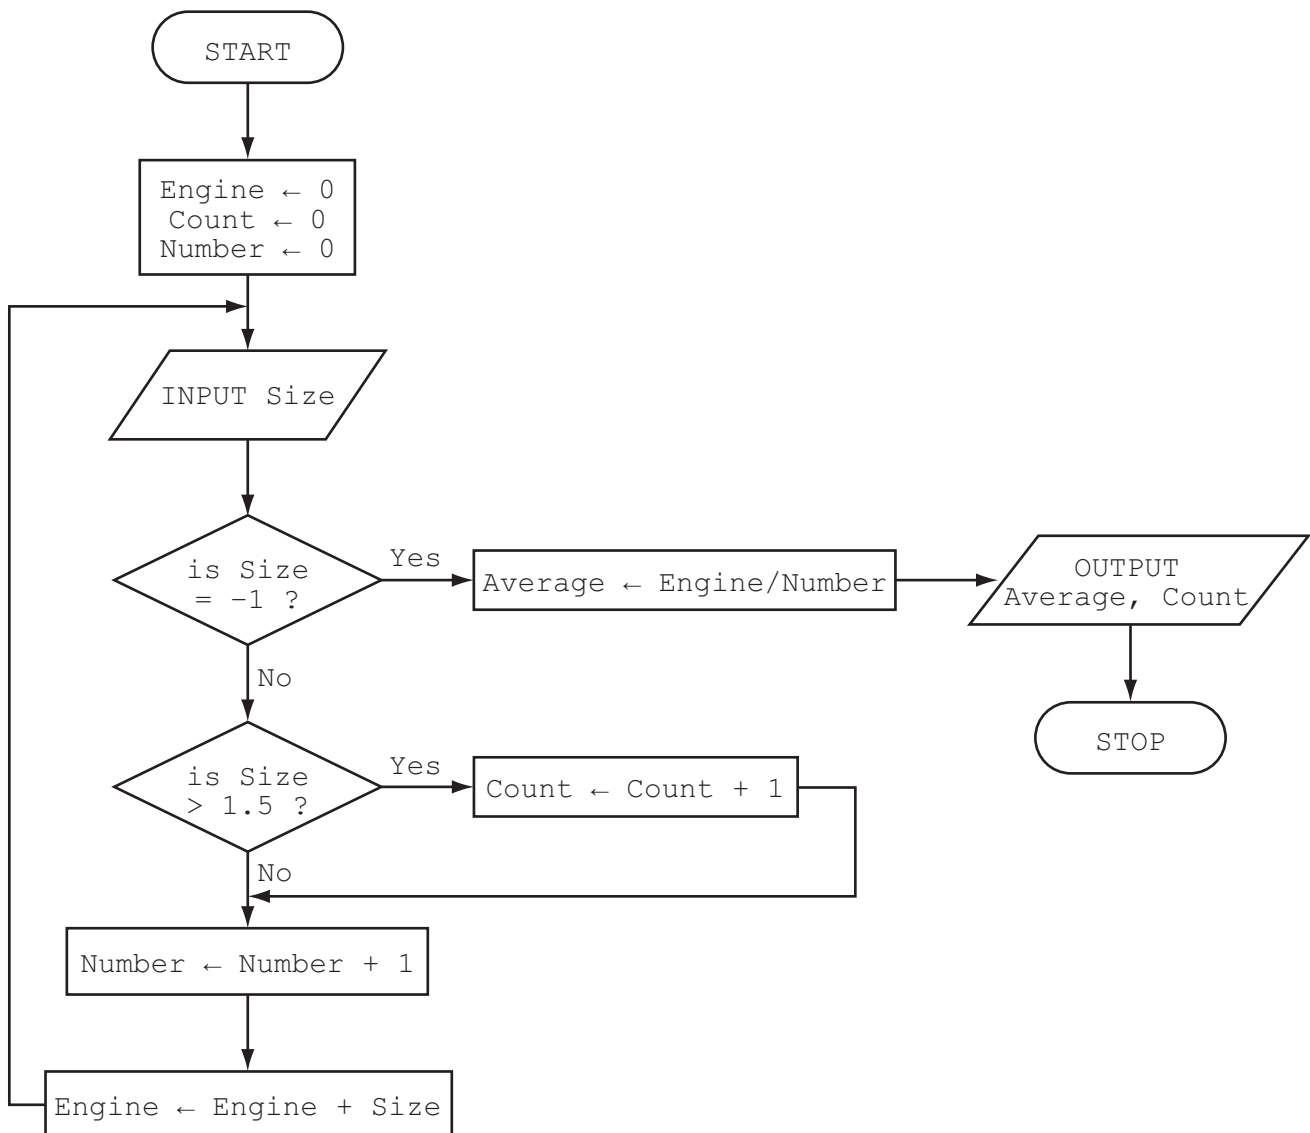 START
Engine ← 0
Count ← 0
Number ← 0
INPUT Size
is Size
= –1 ?
Yes
Average ← Engine/Number
OUTPUT
Average, Count
No
STOP
is Size
> 1.5 ?
Yes
Count ← Count + 1
No
Number ← Number + 1
Engine ← Engine + Size